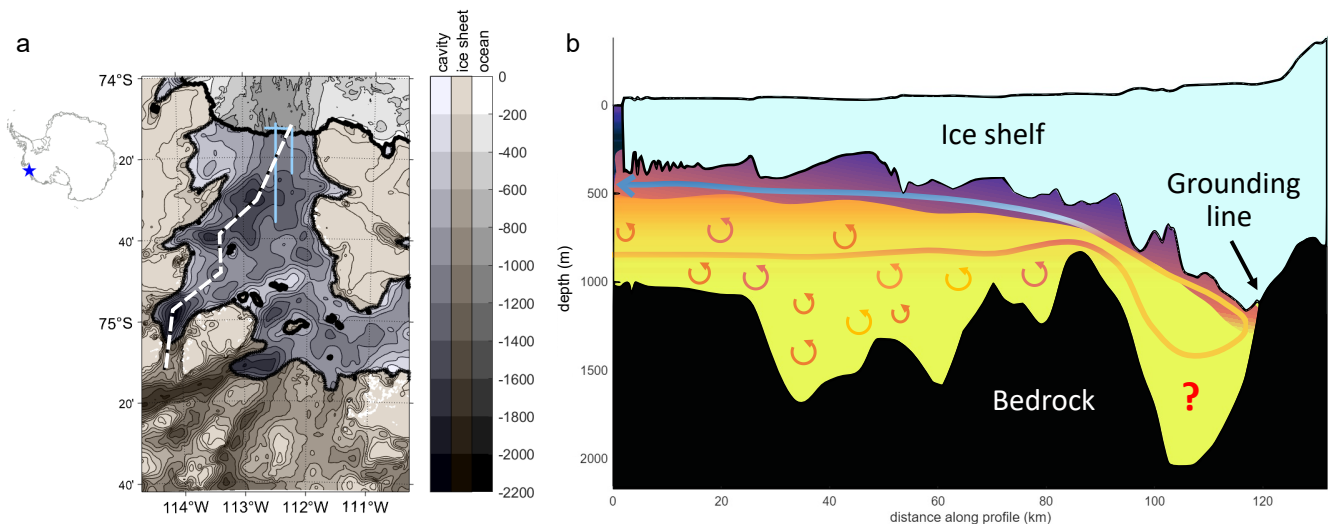 a
cavity
ice sheet
ocean
74°S
20'
40'
75°S
20'
40'
114°W
113°W
112°W
111°W
0
-200
-400
-600
-800
-1000
-1200
-1400
-1600
-1800
-2000
-2200
b
Ice shelf
Grounding
line
Bedrock
?
depth (m)
0
500
1000
1500
2000
0
20
40
60
80
100
120
distance along profile (km)